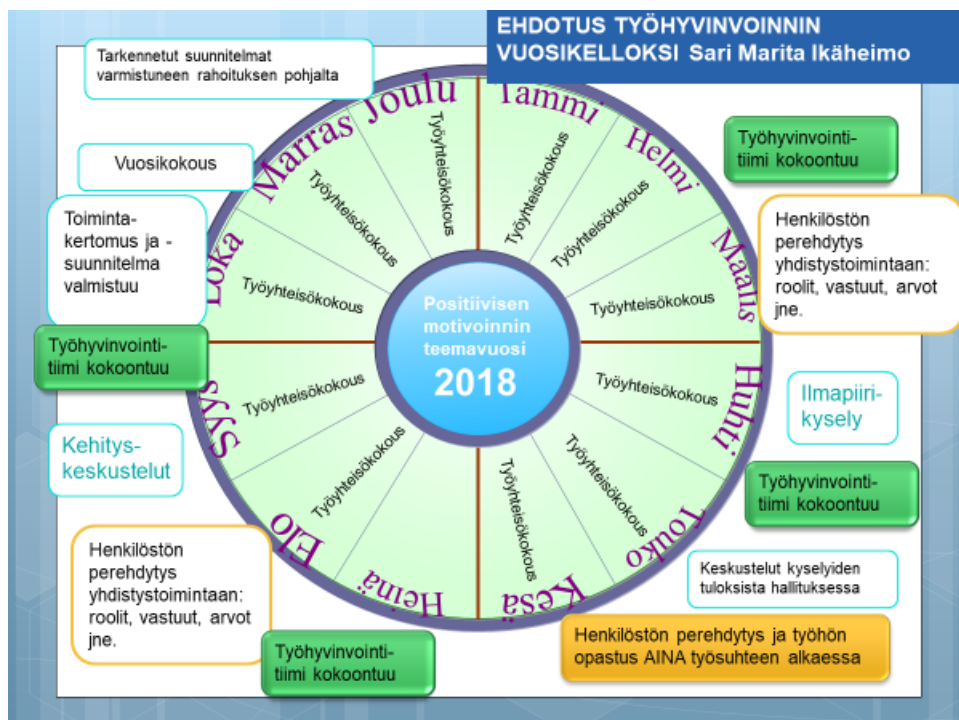 EHDOTUS TYÖHYVINVOINNIN
VUOSIKELLOKSI Sari Marita Ikäheimo
Tarkennetut suunnitelmat
varmistuneen rahoituksen pohjalta
Vuosikokous
Toiminta-
kertomus ja -
suunnitelma
valmistuu
Työhyvinvointi-
tiimi kokoontuu
Kehitys-
keskustelut
Henkilöstön
perehdytys
yhdistystoimintaan:
roolit, vastuut, arvot
jne.
Työhyvinvointi-
tiimi kokoontuu
Tammi
Helmi
Maalis
Huhti
Touko
Kesä
Heinä
Elo
Syys
Loka
Marras
Joulu
Työyhteisökokous
Työyhteisökokous
Työyhteisökokous
Työyhteisökokous
Työyhteisökokous
Työyhteisökokous
Työyhteisökokous
Työyhteisökokous
Työyhteisökokous
Työyhteisökokous
Työyhteisökokous
Positiivisen
motivoinnin
teemavuosi
2018
Työhyvinvointi-
tiimi kokoontuu
Henkilöstön
perehdytys
yhdistystoimintaan:
roolit, vastuut, arvot
jne.
Ilmapiiri-
kysely
Työhyvinvointi-
tiimi kokoontuu
Keskustelut kyselyiden
tuloksista hallituksessa
Henkilöstön perehdytys ja työhön
opastus AINA työsuhteen alkaessa